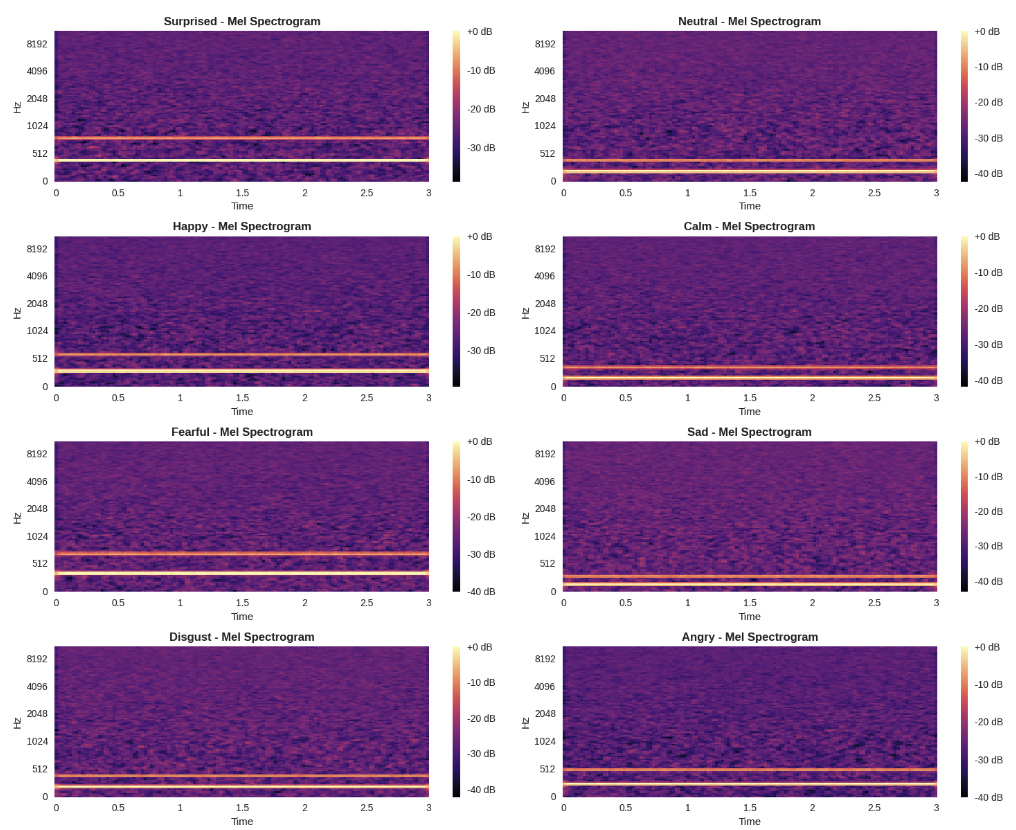 Surprised - Mel Spectrogram
Hz
8192
4096
2048
1024
512
0
0 0.5 1 1.5 2 2.5 3
Time
+0 dB
-10 dB
-20 dB
-30 dB
Neutral - Mel Spectrogram
Hz
8192
4096
2048
1024
512
0
0 0.5 1 1.5 2 2.5 3
Time
+0 dB
-10 dB
-20 dB
-30 dB
-40 dB
Happy - Mel Spectrogram
Hz
8192
4096
2048
1024
512
0
0 0.5 1 1.5 2 2.5 3
Time
+0 dB
-10 dB
-20 dB
-30 dB
Calm - Mel Spectrogram
Hz
8192
4096
2048
1024
512
0
0 0.5 1 1.5 2 2.5 3
Time
+0 dB
-10 dB
-20 dB
-30 dB
-40 dB
Fearful - Mel Spectrogram
Hz
8192
4096
2048
1024
512
0
0 0.5 1 1.5 2 2.5 3
Time
+0 dB
-10 dB
-20 dB
-30 dB
-40 dB
Sad - Mel Spectrogram
Hz
8192
4096
2048
1024
512
0
0 0.5 1 1.5 2 2.5 3
Time
+0 dB
-10 dB
-20 dB
-30 dB
-40 dB
Disgust - Mel Spectrogram
Hz
8192
4096
2048
1024
512
0
0 0.5 1 1.5 2 2.5 3
Time
+0 dB
-10 dB
-20 dB
-30 dB
-40 dB
Angry - Mel Spectrogram
Hz
8192
4096
2048
1024
512
0
0 0.5 1 1.5 2 2.5 3
Time
+0 dB
-10 dB
-20 dB
-30 dB
-40 dB